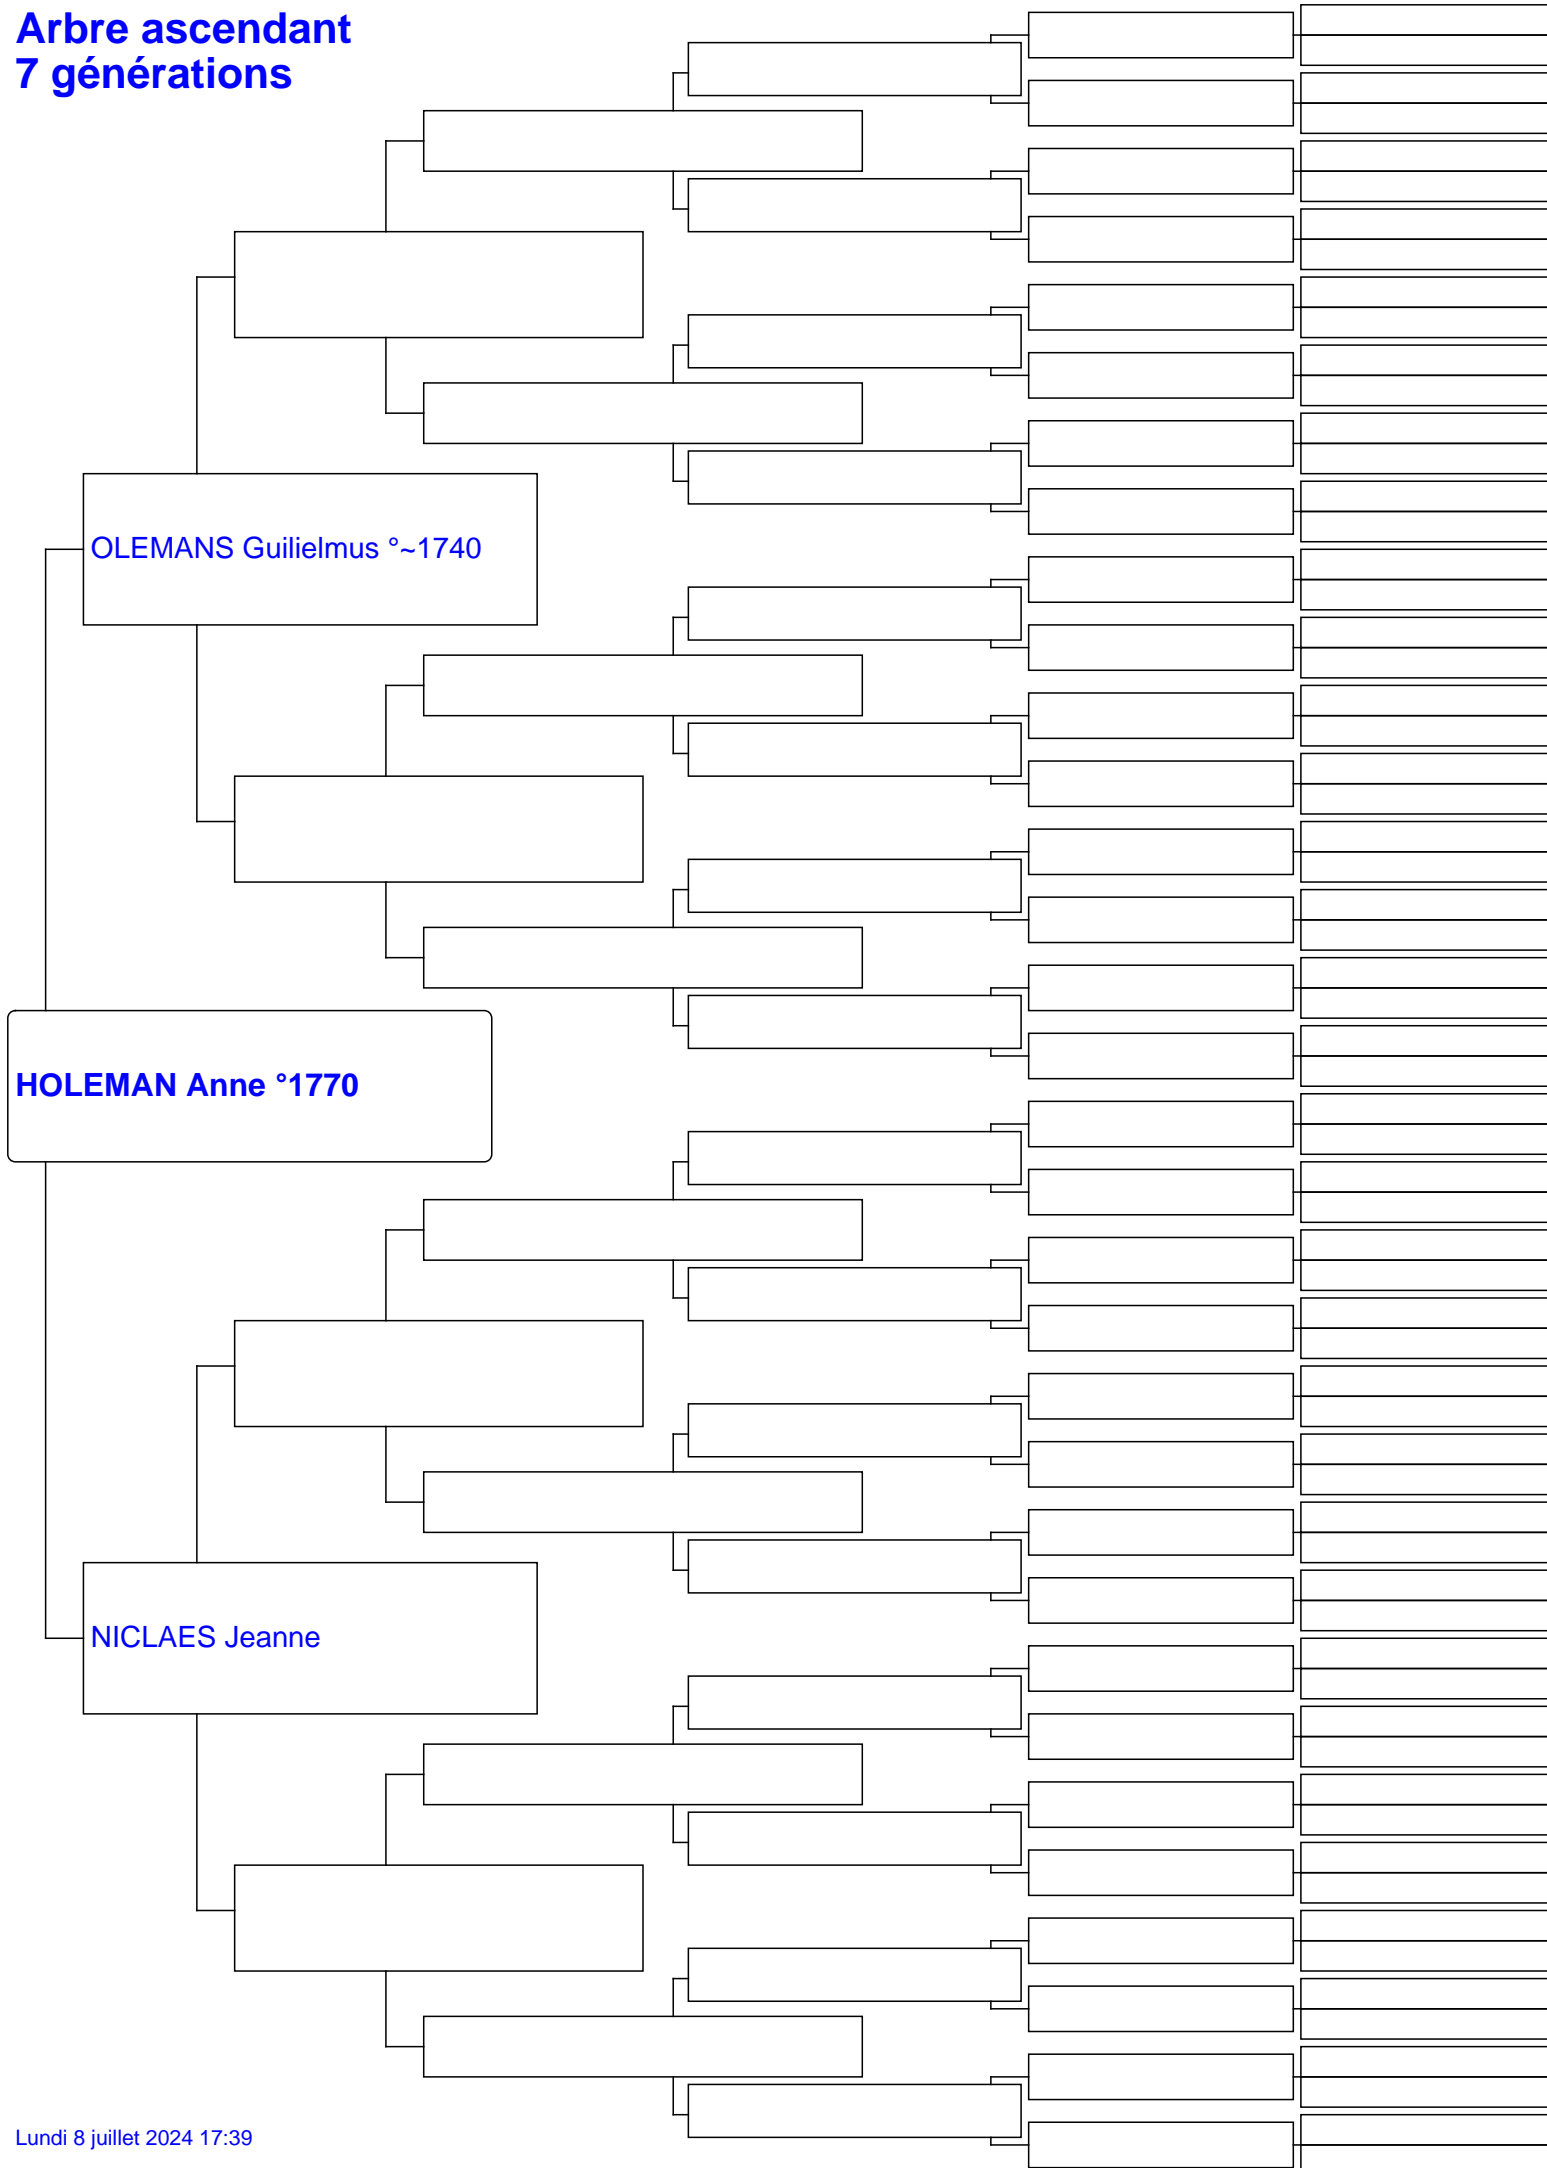 Arbre ascendant
7 générations
OLEMANS Guilielmus °~1740
HOLEMAN Anne °1770
NICLAES Jeanne
Lundi 8 juillet 2024 17:39